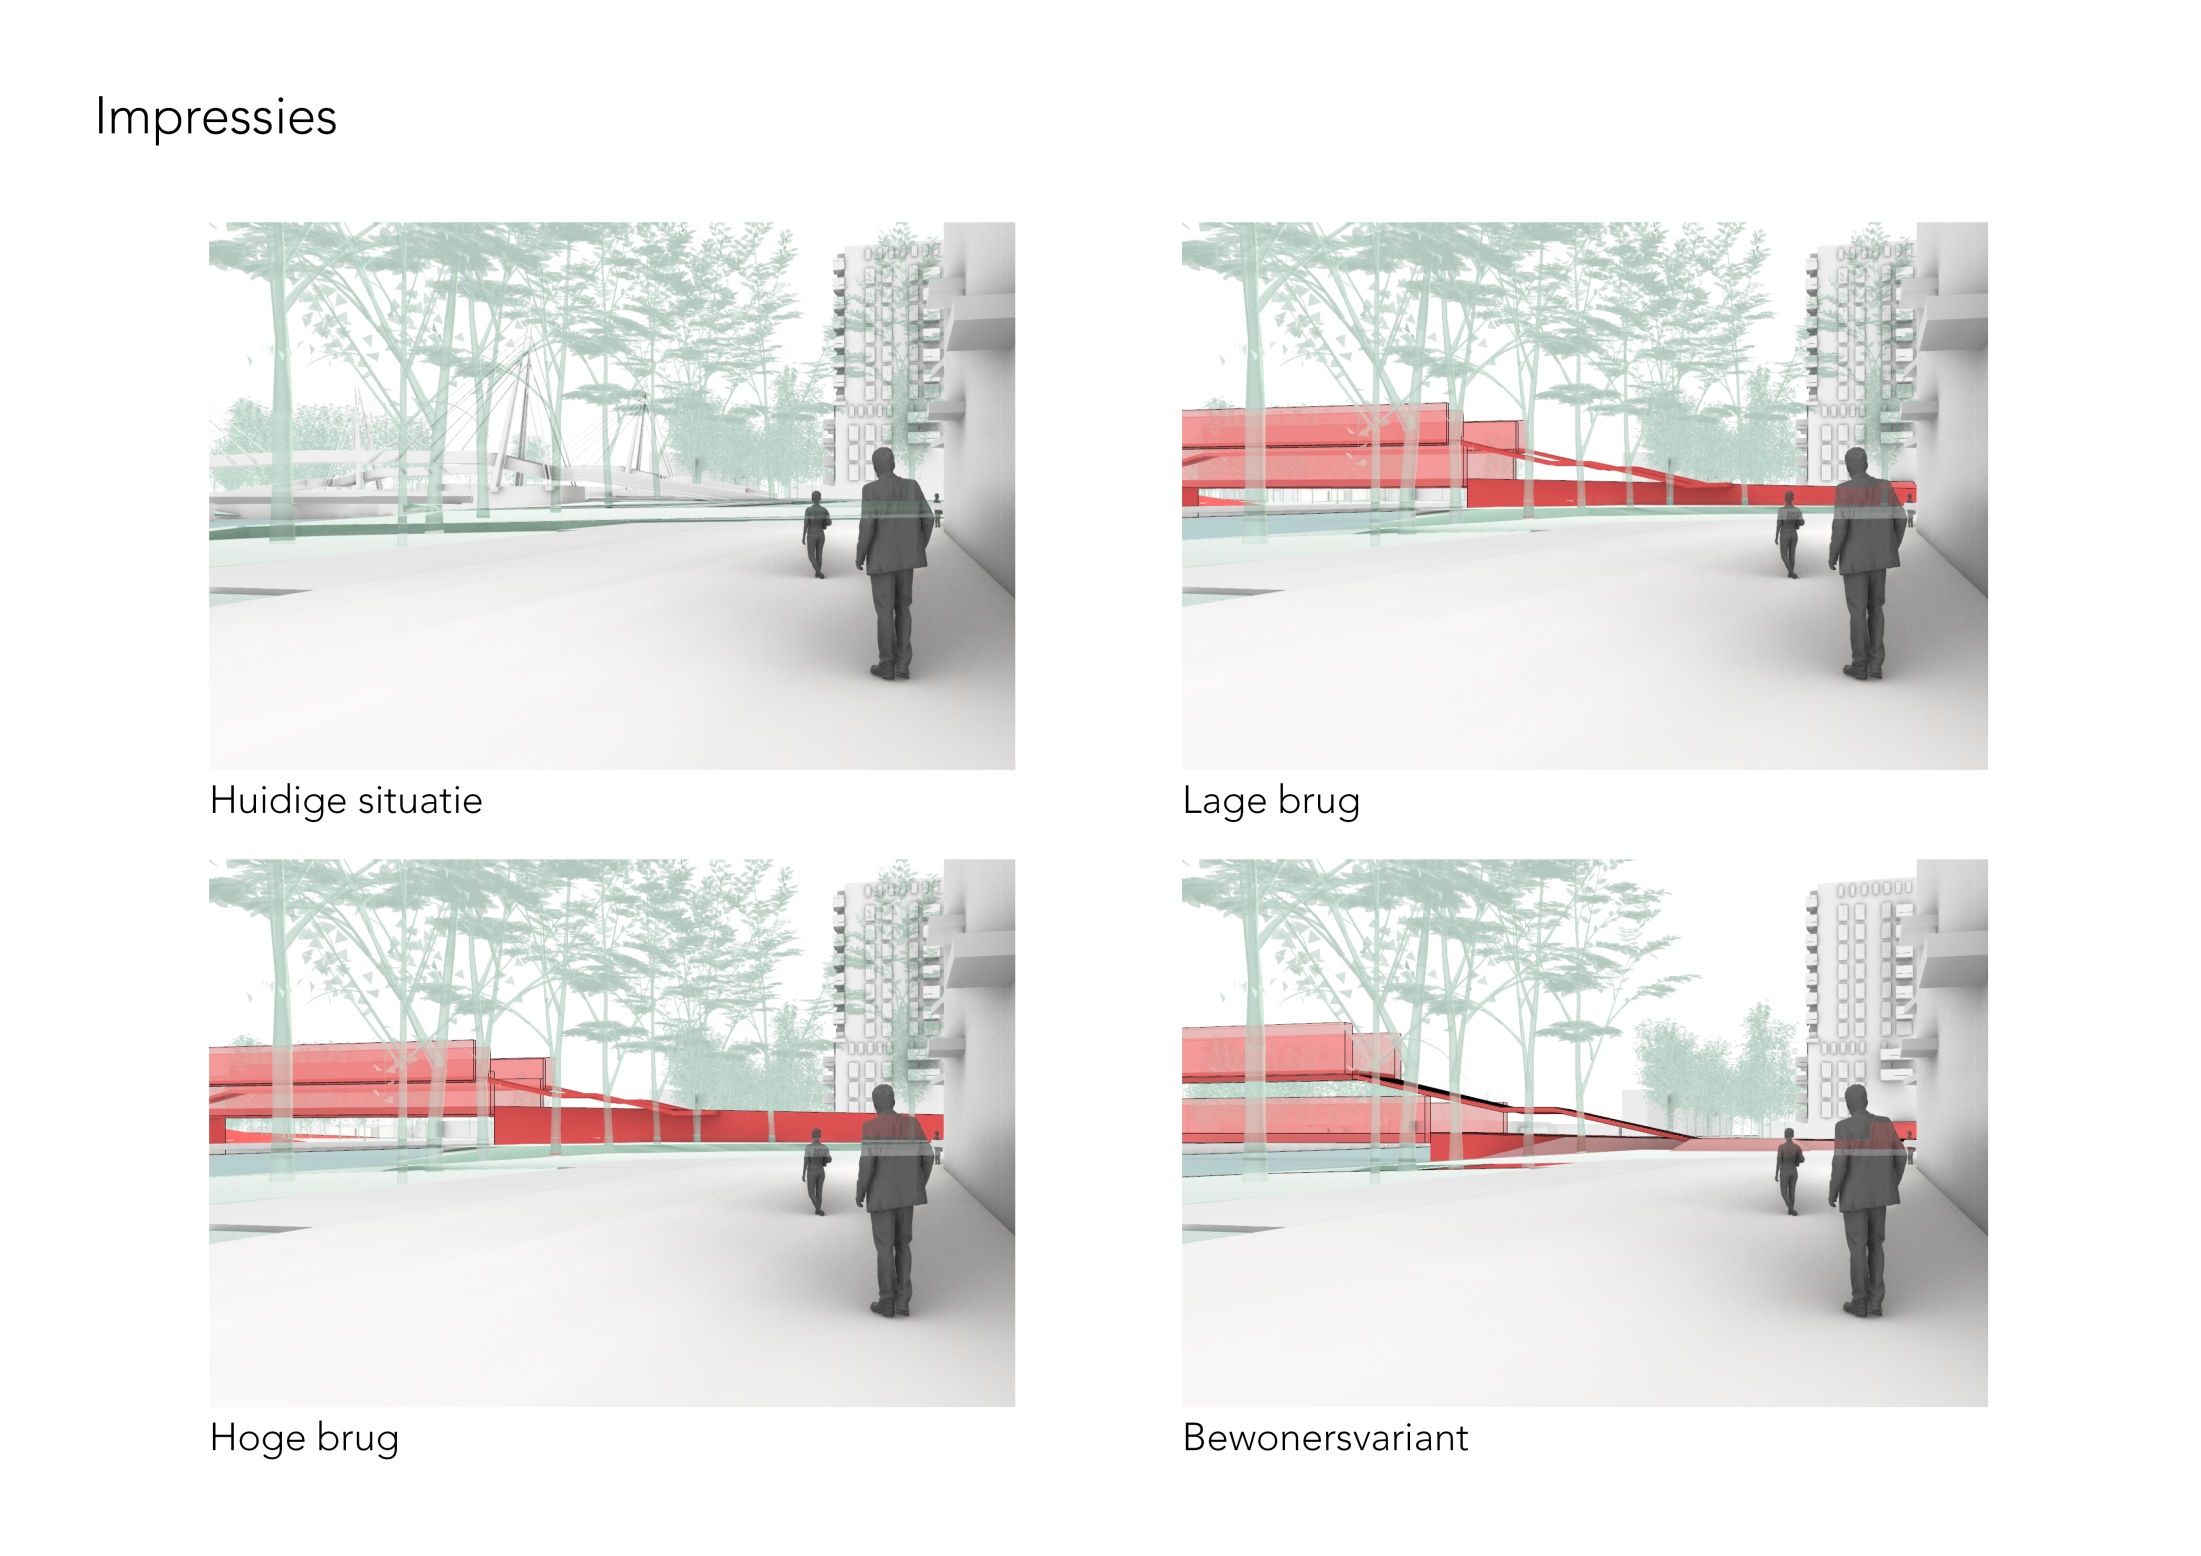 Impressies
Huidige situatie
Lage brug
Hoge brug
Bewonersvariant